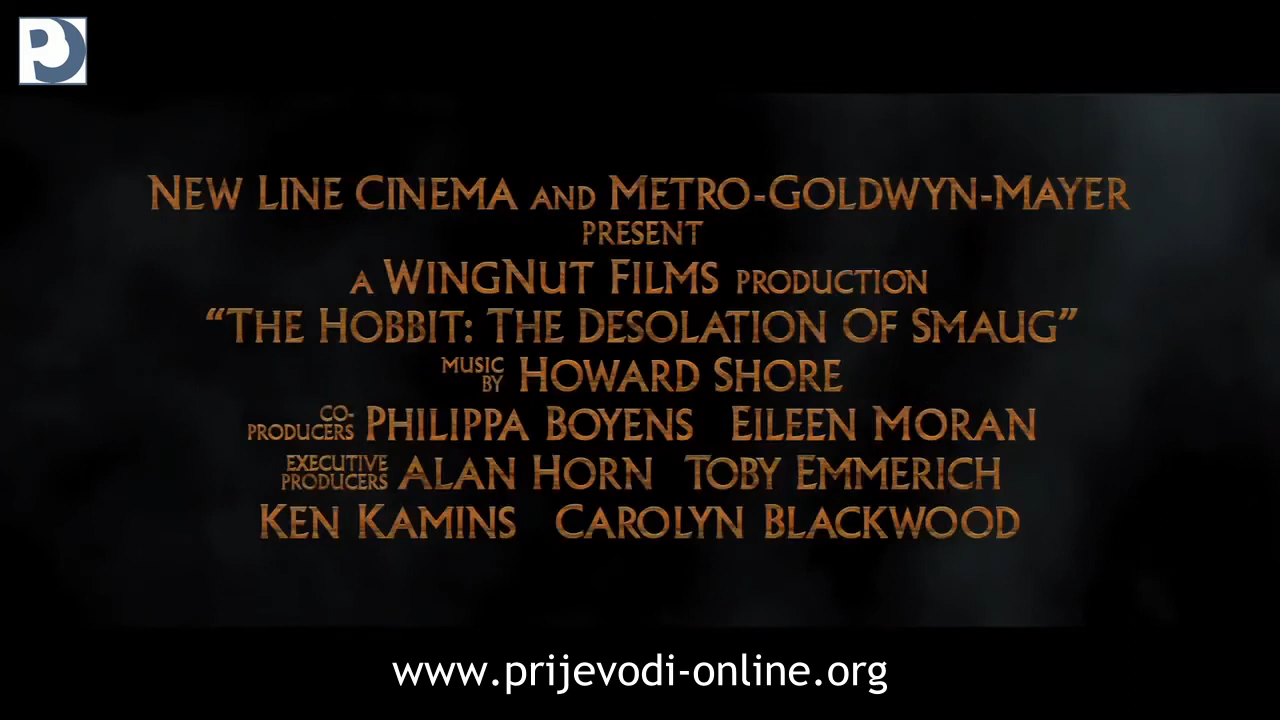 NEW LINE CINEMA AND METRO-GOLDWYN-MAYER
PRESENT
A WINGNUT FILMS PRODUCTION
“THE HOBBIT: THE DESOLATION OF SMAUG”
MUSIC BY HOWARD SHORE
CO-PRODUCERS PHILIPPA BOYENS EILEEN MORAN
EXECUTIVE PRODUCERS ALAN HORN TOBY EMMERICH
KEN KAMINS CAROLYN BLACKWOOD
www.prijevodi-online.org